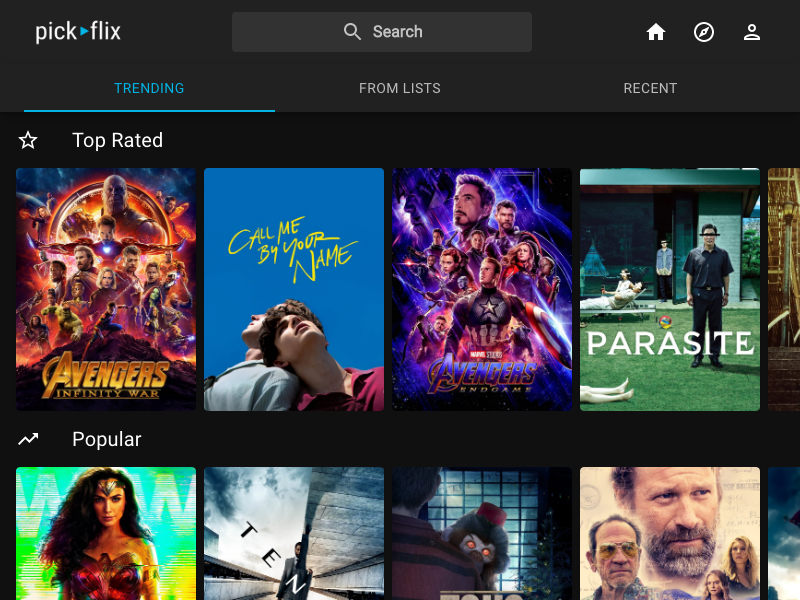 pick flix
Search
TRENDING
FROM LISTS
RECENT
Top Rated
CALL ME
BY YOUR
NAME
AVENGERS
INFINITY WAR
MARVEL STUDIOS
AVENGERS
ENDGAME
PARASITE
Popular
TEN